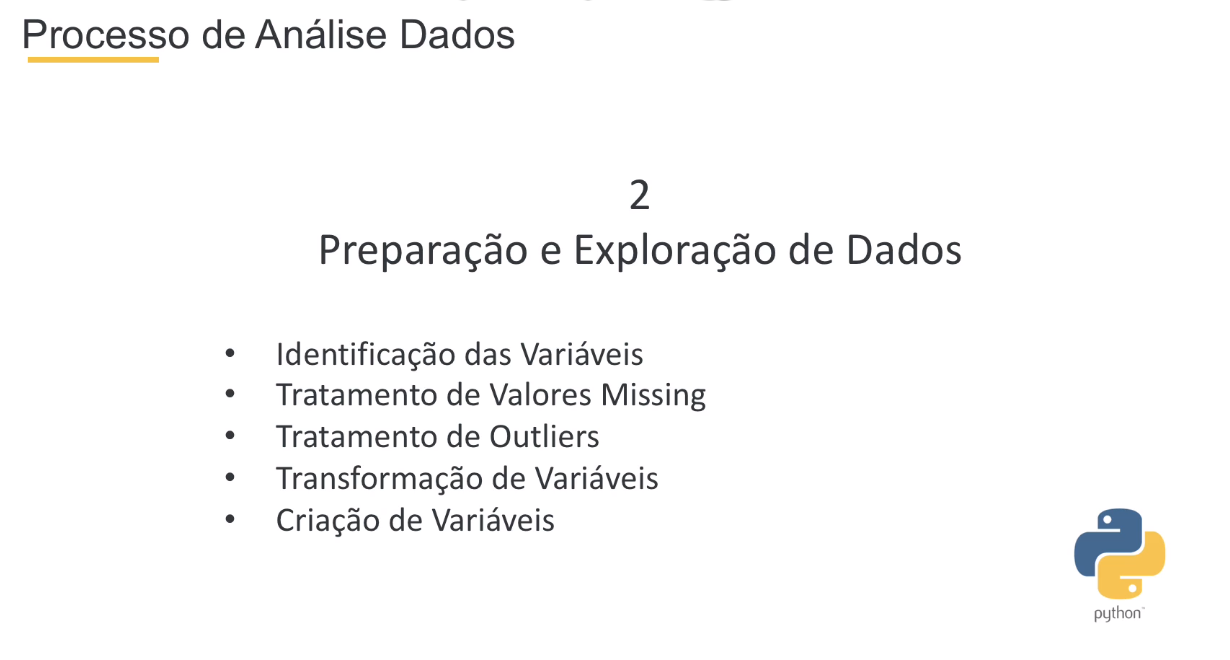 Processo de Análise Dados
2
Preparação e Exploração de Dados
• Identificação das Variáveis
• Tratamento de Valores Missing
• Tratamento de Outliers
• Transformação de Variáveis
• Criação de Variáveis
python™